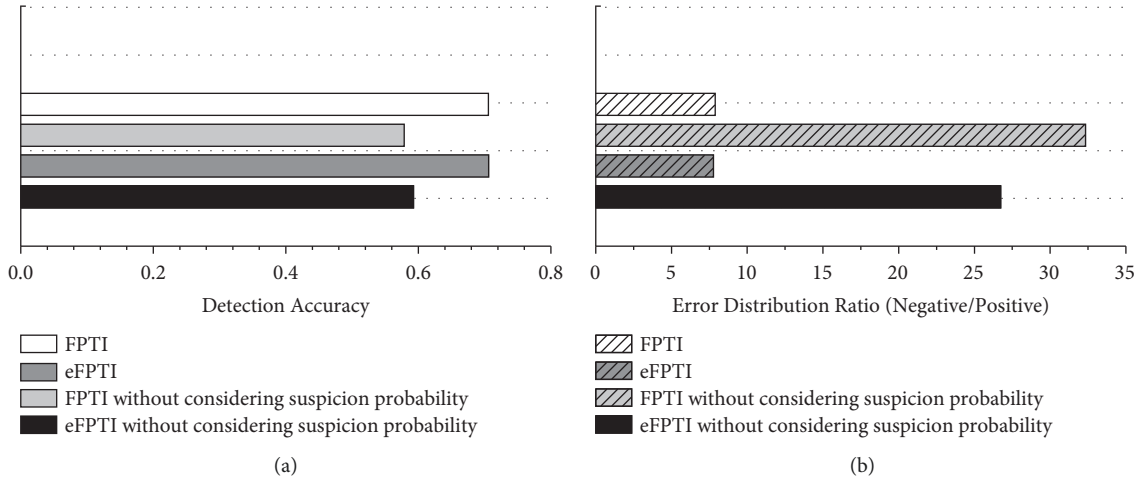 0.0 0.2 0.4 0.6 0.8
Detection Accuracy
FPTI
eFPTI
FPTI without considering suspicion probability
eFPTI without considering suspicion probability
(a)
0 5 10 15 20 25 30 35
Error Distribution Ratio (Negative/Positive)
FPTI
eFPTI
FPTI without considering suspicion probability
eFPTI without considering suspicion probability
(b)